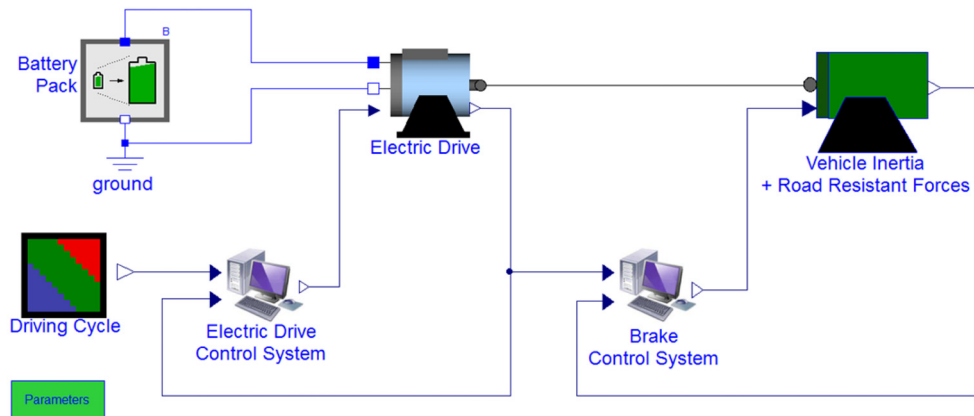 B
Battery
Pack
Electric Drive
Vehicle Inertia
+ Road Resistant Forces
ground
Driving Cycle
Electric Drive
Control System
Brake
Control System
Parameters